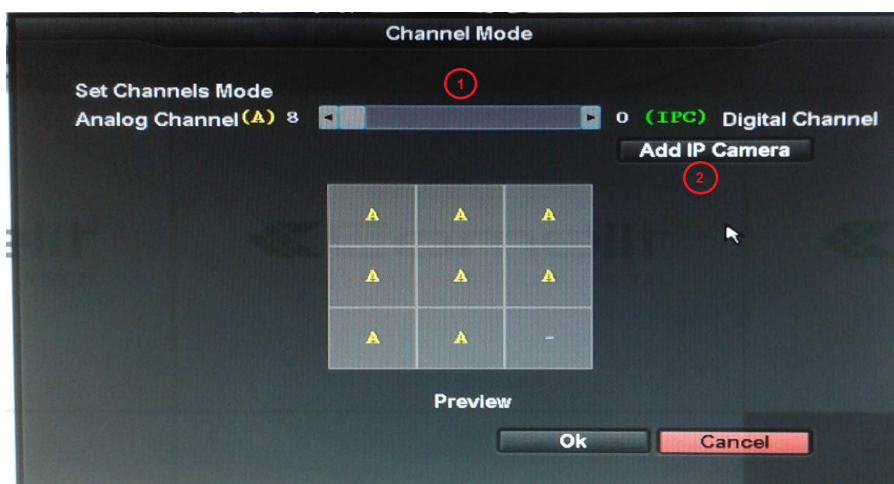 Channel Mode
1
Set Channels Mode
Analog Channel(A) 8 0 (IPC) Digital Channel
Add IP Camera
2
A A A
A A A
A A -
Preview
Ok Cancel